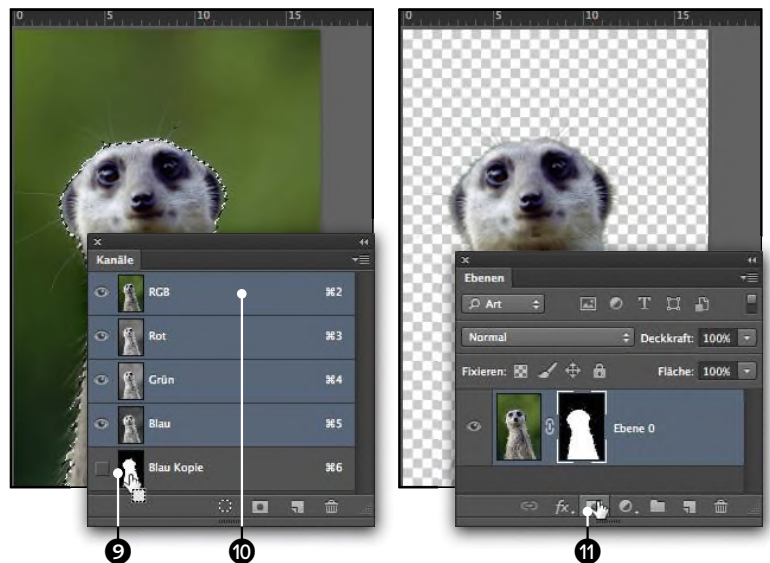 0 5 10 15
Kanäle
RGB ⌘2
Rot ⌘3
Grün ⌘4
Blau ⌘5
Blau Kopie ⌘6
9 10
0 5 10 15
Ebenen
Art
Normal Deckkraft: 100%
Fixieren: Fläche: 100%
Ebene 0
fx.
11